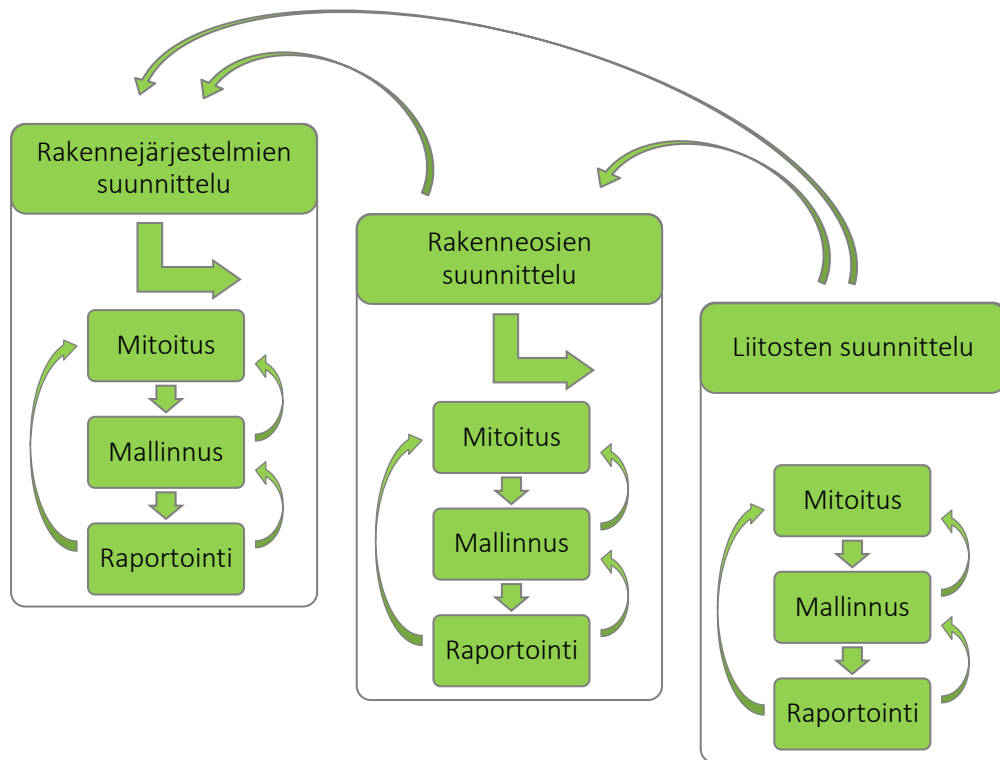 Rakennejärjestelmien
suunnittelu
Mitoitus
Mallinnus
Raportointi
Rakenneosien
suunnittelu
Mitoitus
Mallinnus
Raportointi
Liitosten suunnittelu
Mitoitus
Mallinnus
Raportointi